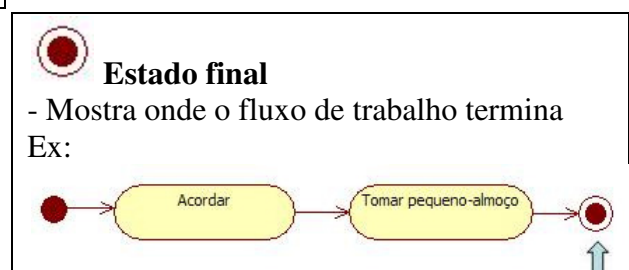 Estado final
- Mostra onde o fluxo de trabalho termina
Ex:
Acordar
Tomar pequeno-almoço